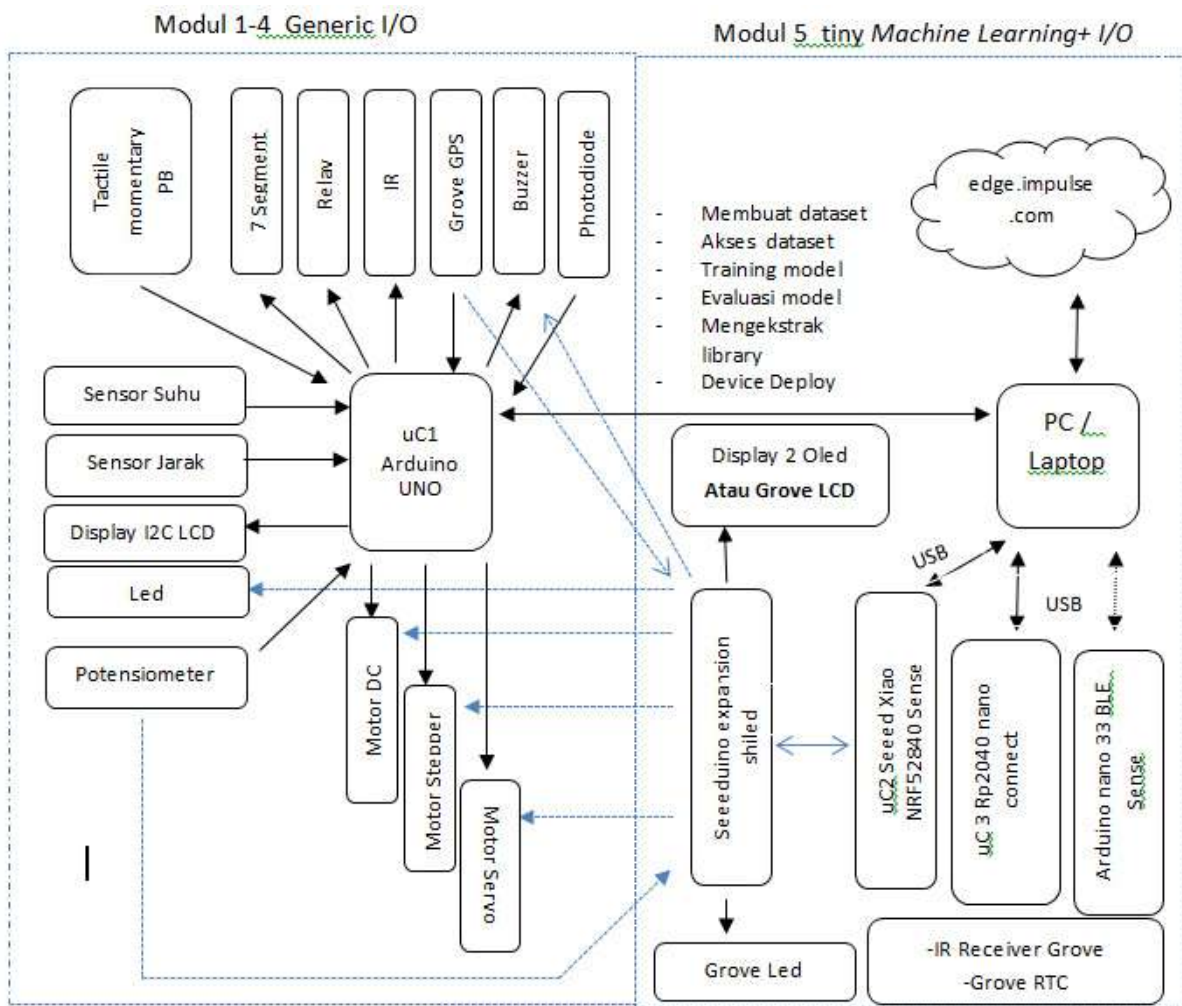 Modul 1-4 Generic I/O
Modul 5 tiny Machine Learning+ I/O
Tactile
momentary
PB
7 Segment
Relay
IR
Grove GPS
Buzzer
Photodiode
edge.impulse
.com
- Membuat dataset
- Akses dataset
- Training model
- Evaluasi model
- Mengekstrak
library
- Device Deploy
Sensor Suhu
Sensor Jarak
Display I2C LCD
Led
Potensiometer
uC1
Arduino
UNO
Display 2 Oled
Atau Grove LCD
PC /
Laptop
USB
USB
Motor DC
Motor Stepper
Motor Servo
Seeeduino expansion
shiled
uC2 Seeed Xiao
NRF52840 Sense
uC 3 Rp2040 nano
connect
Arduino nano 33 BLE
Sense
Grove Led
-IR Receiver Grove
-Grove RTC